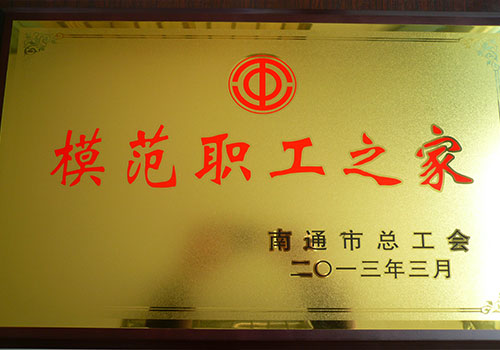 模范职工之家
南通市总工会
二〇一三年三月